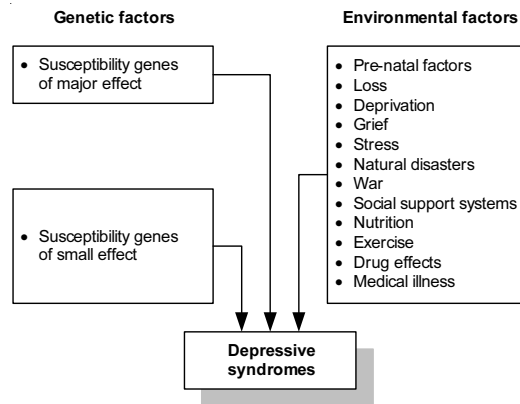 Genetic factors
Susceptibility genes
of major effect
Susceptibility genes
of small effect
Environmental factors
• Pre-natal factors
• Loss
• Deprivation
• Grief
• Stress
• Natural disasters
• War
• Social support systems
• Nutrition
• Exercise
• Drug effects
• Medical illness
Depressive
syndromes